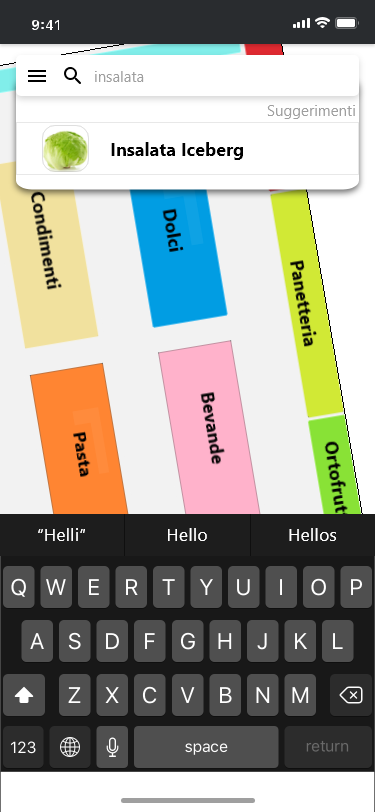 9:41
insalata
Suggerimenti
Insalata Iceberg
Condimenti
Dolci
Panetteria
Pasta
Bevande
Ortofrut
“Helli”
Hello
Hellos
Q W E R T Y U I O P
A S D F G H J K L
Z X C V B N M
123
space
return